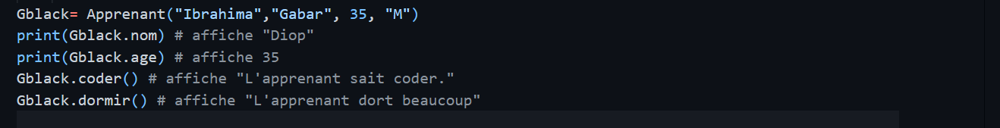 Gblack= Apprenant("Ibrahima","Gabar", 35, "M")
print(Gblack.nom) # affiche "Diop"
print(Gblack.age) # affiche 35
Gblack.coder() # affiche "L'apprenant sait coder."
Gblack.dormir() # affiche "L'apprenant dort beaucoup"